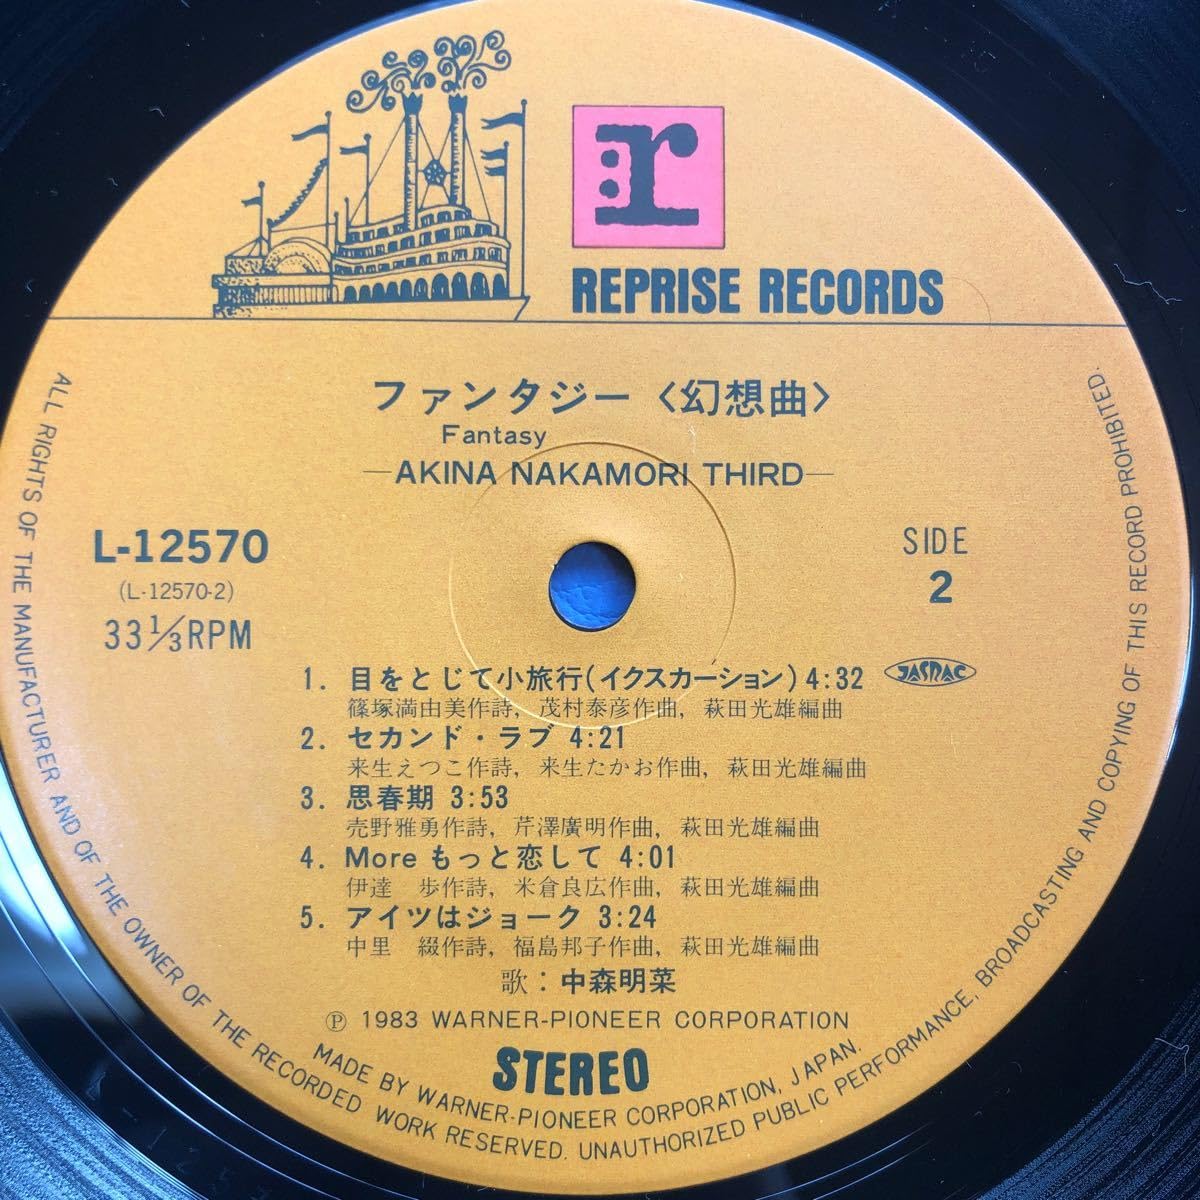 r
REPRISE RECORDS
ファンタジー〈幻想曲〉
Fantasy
—AKINA NAKAMORI THIRD—
L-12570
(L-12570-2)
33 1/3 RPM
SIDE
2
1. 目をとじて小旅行(イクスカーション) 4:32 JASRAC
篠塚満由美作詩, 茂村泰彦作曲, 萩田光雄編曲
2. セカンド・ラブ 4:21
来生えつこ作詩, 来生たかお作曲, 萩田光雄編曲
3. 思春期 3:53
売野雅勇作詩, 芹澤廣明作曲, 萩田光雄編曲
4. More もっと恋して 4:01
伊達 歩作詩, 米倉良広作曲, 萩田光雄編曲
5. アイツはジョーク 3:24
中里 綴作詩, 福島邦子作曲, 萩田光雄編曲
歌：中森明菜
Ⓟ 1983 WARNER-PIONEER CORPORATION
STEREO
MADE BY WARNER-PIONEER CORPORATION, JAPAN.
ALL RIGHTS OF THE MANUFACTURER AND OF THE OWNER OF THE RECORDED WORK RESERVED. UNAUTHORIZED PUBLIC PERFORMANCE, BROADCASTING AND COPYING OF THIS RECORD PROHIBITED.